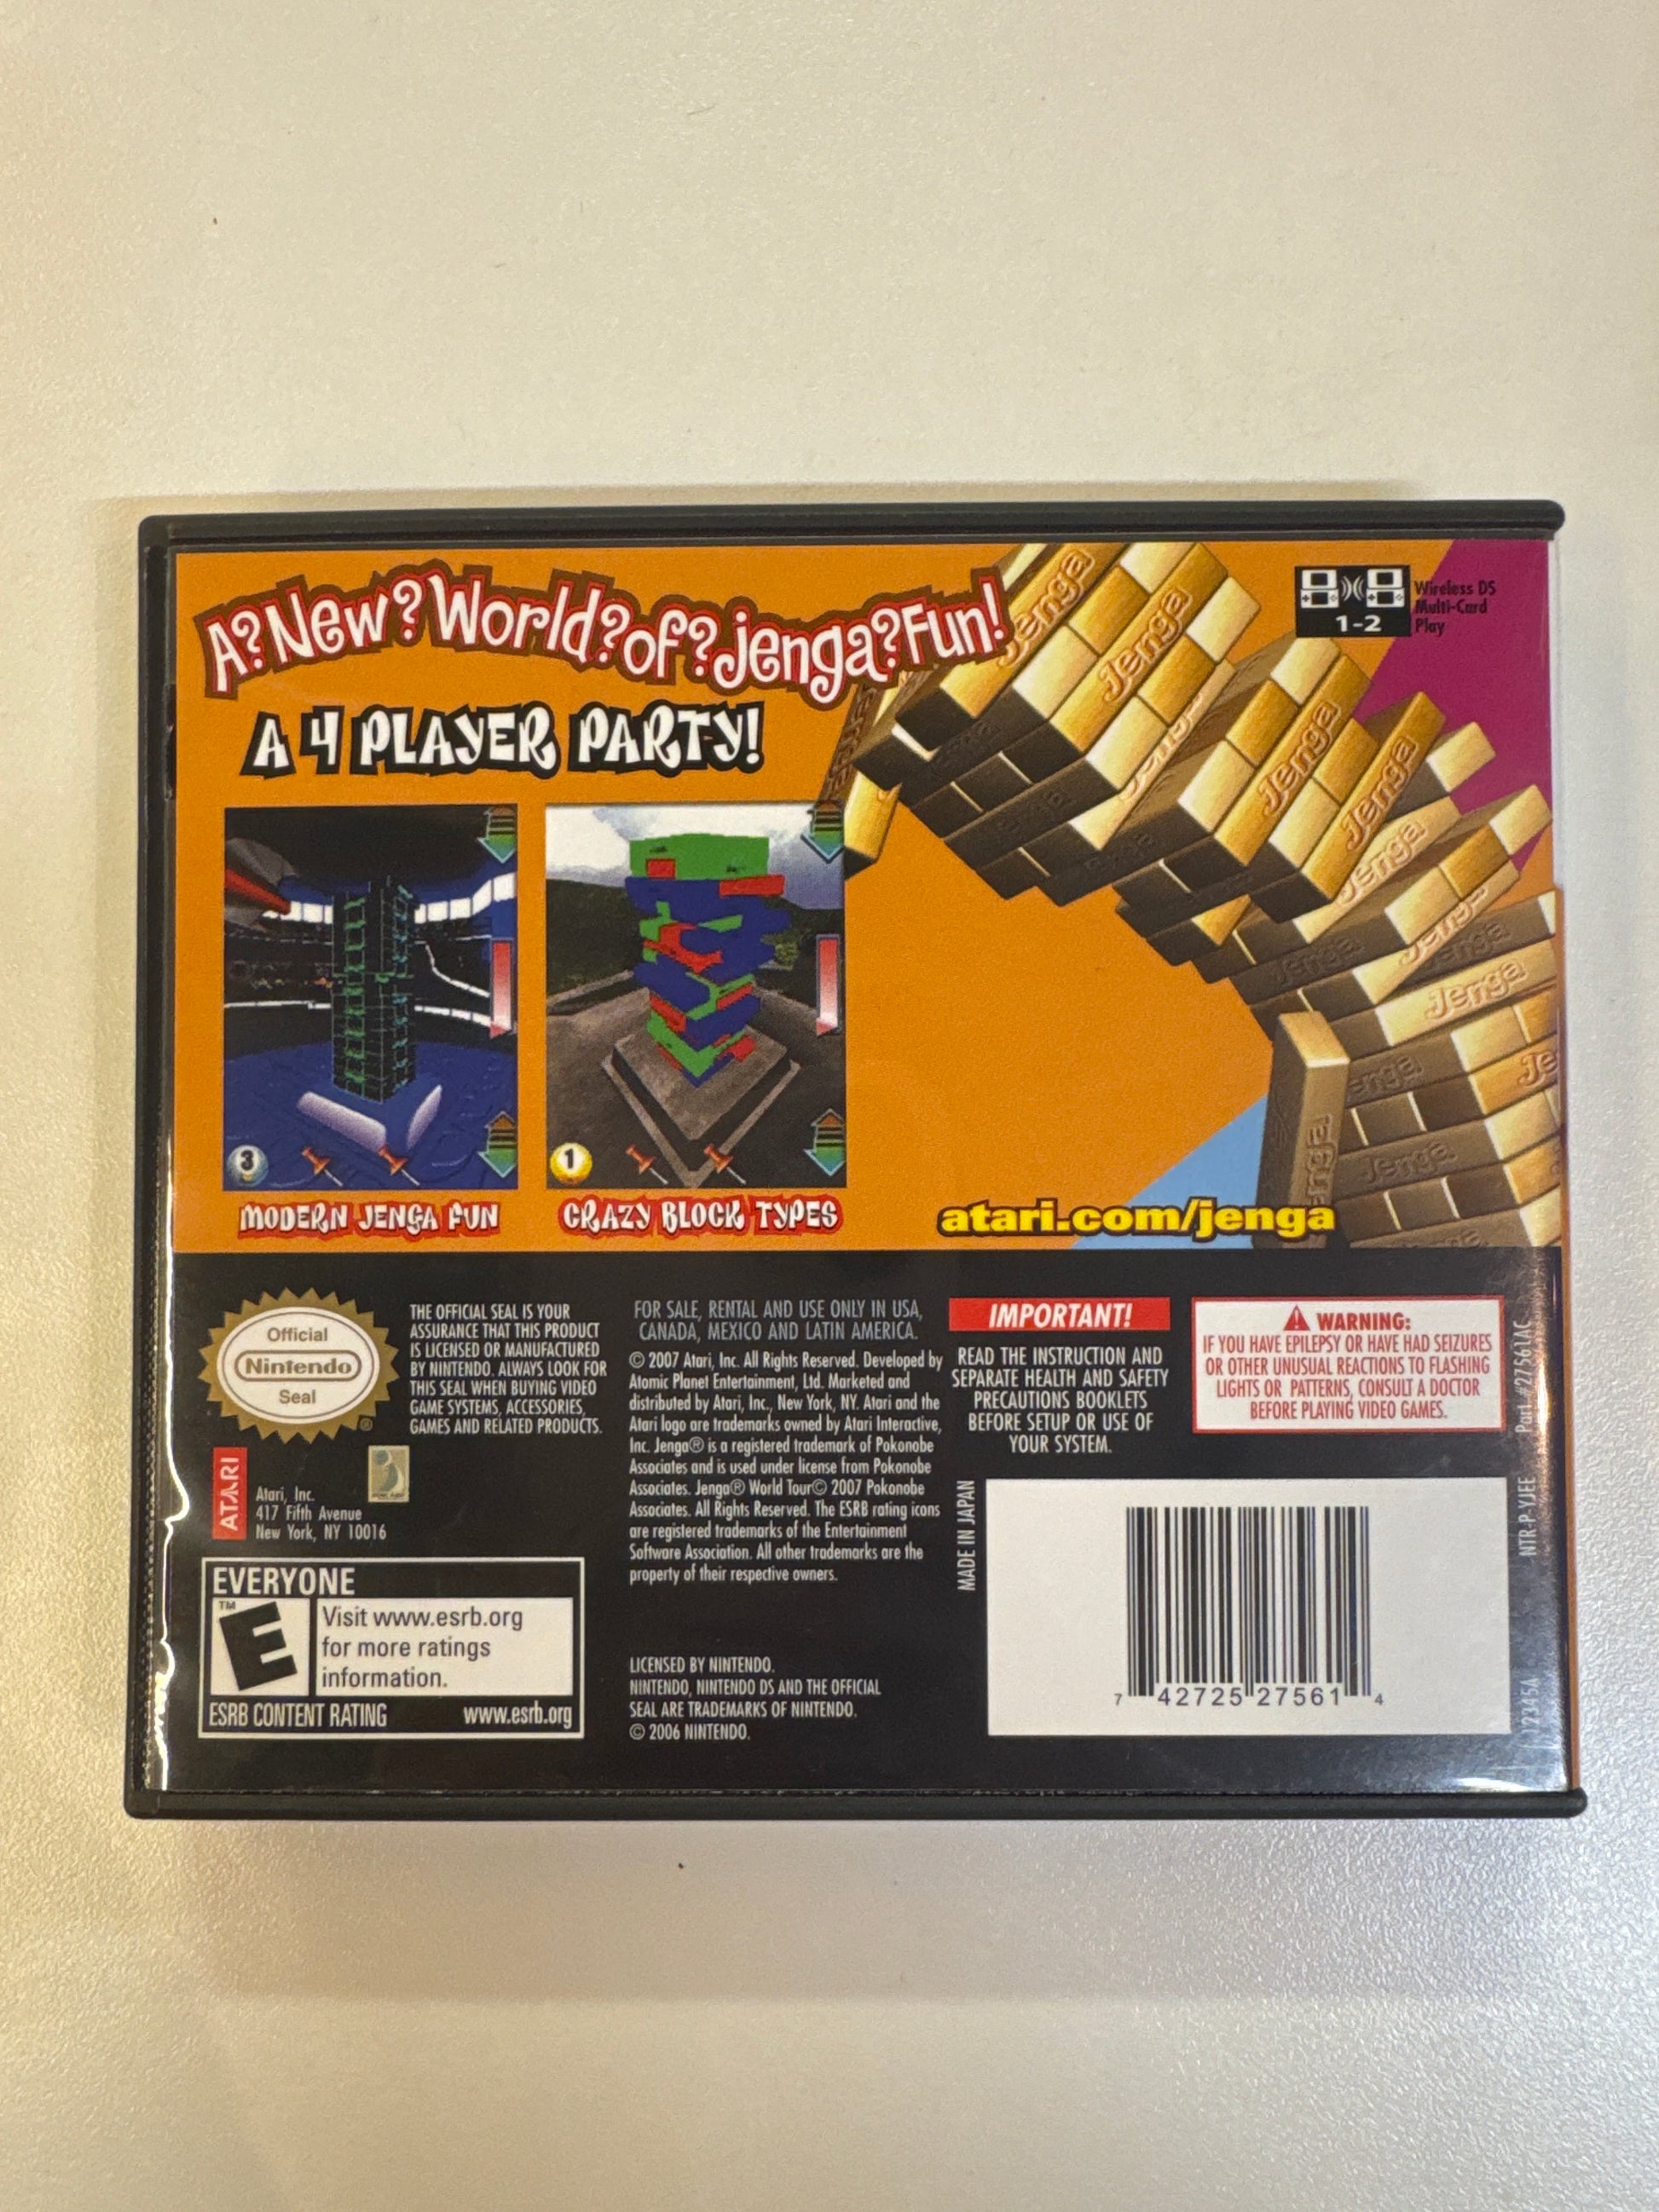 A?New?World?of?Jenga?Fun!
A 4 PLAYER PARTY!
1-2
Wireless DS
Multi-Card
Play
Jenga
Jenga
Jenga
Jenga
Jenga
Jenga
3
1
MODERN JENGA FUN
CRAZY BLOCK TYPES
atari.com/jenga
Official
Nintendo
Seal
®
THE OFFICIAL SEAL IS YOUR
ASSURANCE THAT THIS PRODUCT
IS LICENSED OR MANUFACTURED
BY NINTENDO. ALWAYS LOOK FOR
THIS SEAL WHEN BUYING VIDEO
GAME SYSTEMS, ACCESSORIES,
GAMES AND RELATED PRODUCTS.
ATARI
Atari, Inc.
417 Fifth Avenue
New York, NY 10016
EVERYONE
TM
E
Visit www.esrb.org
for more ratings
information.
ESRB CONTENT RATING www.esrb.org
FOR SALE, RENTAL AND USE ONLY IN USA,
CANADA, MEXICO AND LATIN AMERICA.
© 2007 Atari, Inc. All Rights Reserved. Developed by
Atomic Planet Entertainment, Ltd. Marketed and
distributed by Atari, Inc., New York, NY. Atari and the
Atari logo are trademarks owned by Atari Interactive,
Inc. Jenga® is a registered trademark of Pokonobe
Associates and is used under license from Pokonobe
Associates. Jenga® World Tour© 2007 Pokonobe
Associates. All Rights Reserved. The ESRB rating icons
are registered trademarks of the Entertainment
Software Association. All other trademarks are the
property of their respective owners.
LICENSED BY NINTENDO.
NINTENDO, NINTENDO DS AND THE OFFICIAL
SEAL ARE TRADEMARKS OF NINTENDO.
© 2006 NINTENDO.
IMPORTANT!
READ THE INSTRUCTION AND
SEPARATE HEALTH AND SAFETY
PRECAUTIONS BOOKLETS
BEFORE SETUP OR USE OF
YOUR SYSTEM.
WARNING:
IF YOU HAVE EPILEPSY OR HAVE HAD SEIZURES
OR OTHER UNUSUAL REACTIONS TO FLASHING
LIGHTS OR PATTERNS, CONSULT A DOCTOR
BEFORE PLAYING VIDEO GAMES.
MADE IN JAPAN
7 42725 27561 4
Part #27561AC
NTR-P-YJEE
12345A